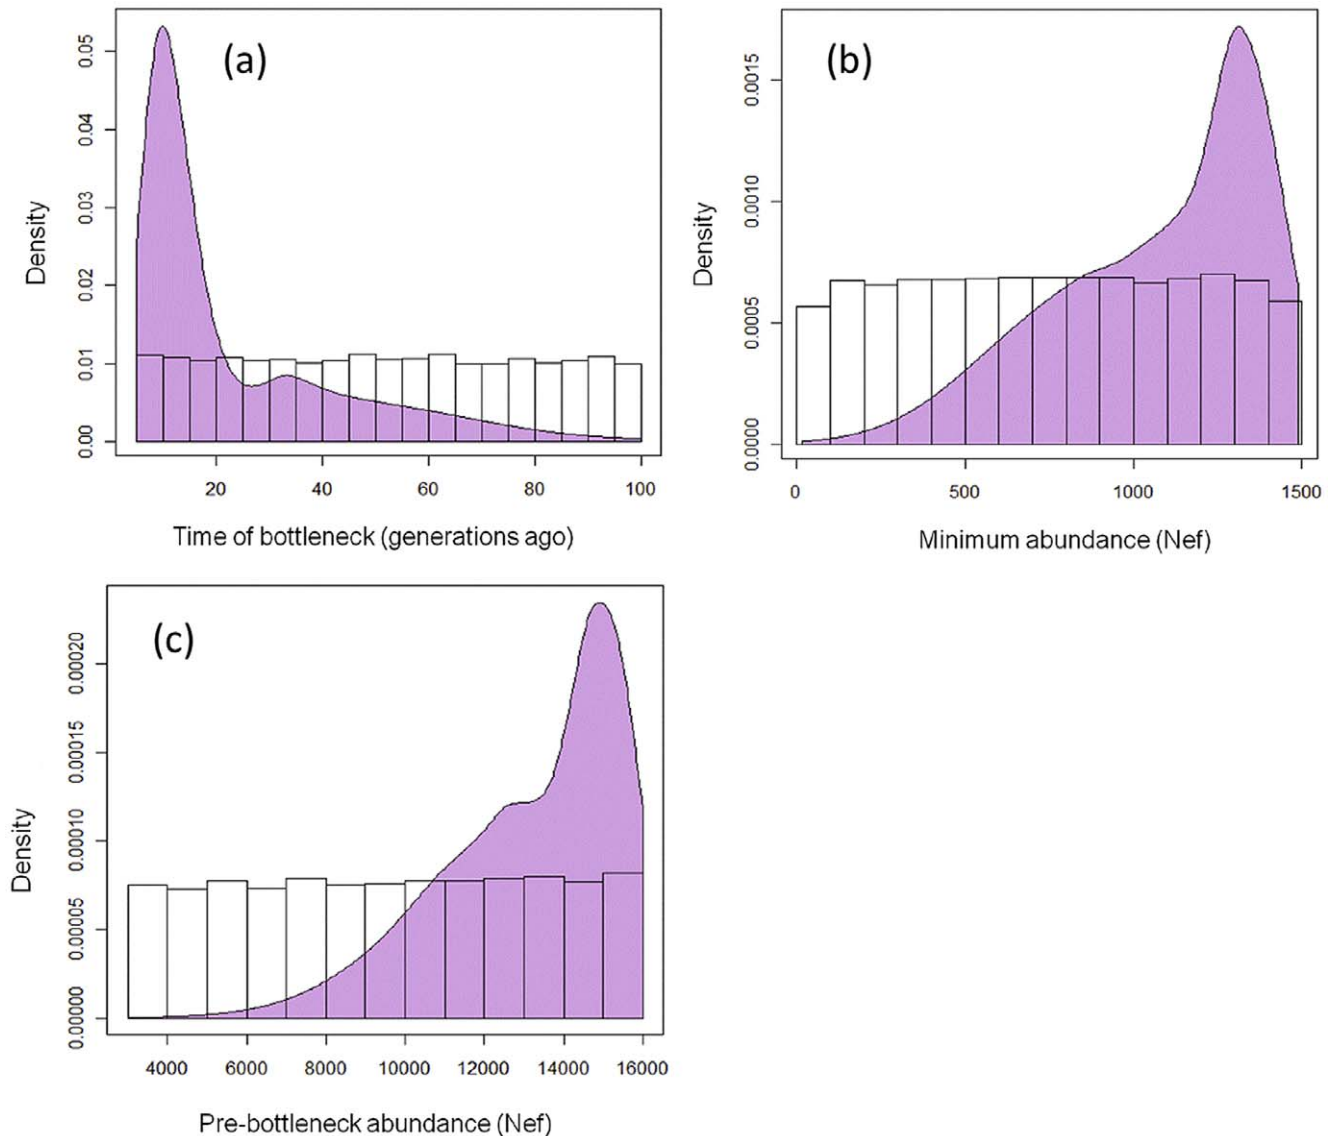 (a)
Density
0.00
0.01
0.02
0.03
0.04
0.05
20 40 60 80 100
Time of bottleneck (generations ago)
(b)
Density
0.0000
0.0005
0.0010
0.0015
0 500 1000 1500
Minimum abundance (Nef)
(c)
Density
0.00000
0.00005
0.00010
0.00015
0.00020
4000 6000 8000 10000 12000 14000 16000
Pre-bottleneck abundance (Nef)